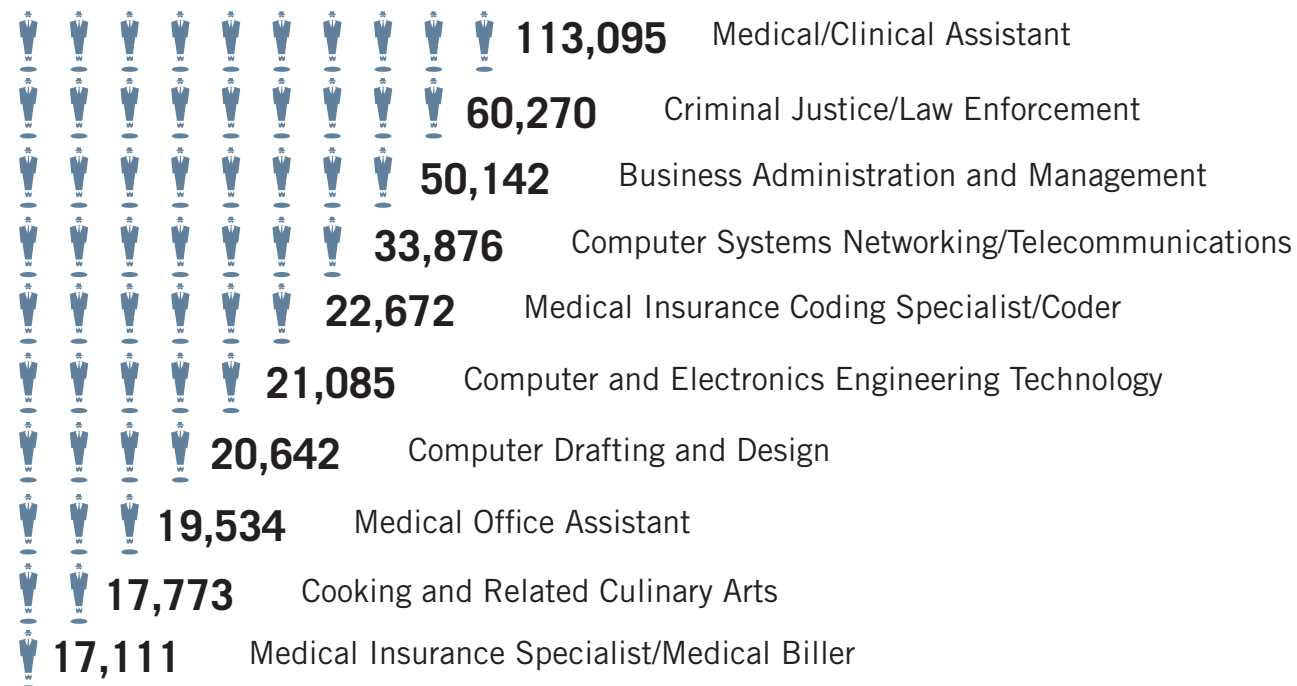 113,095 Medical/Clinical Assistant
60,270 Criminal Justice/Law Enforcement
50,142 Business Administration and Management
33,876 Computer Systems Networking/Telecommunications
22,672 Medical Insurance Coding Specialist/Coder
21,085 Computer and Electronics Engineering Technology
20,642 Computer Drafting and Design
19,534 Medical Office Assistant
17,773 Cooking and Related Culinary Arts
17,111 Medical Insurance Specialist/Medical Biller